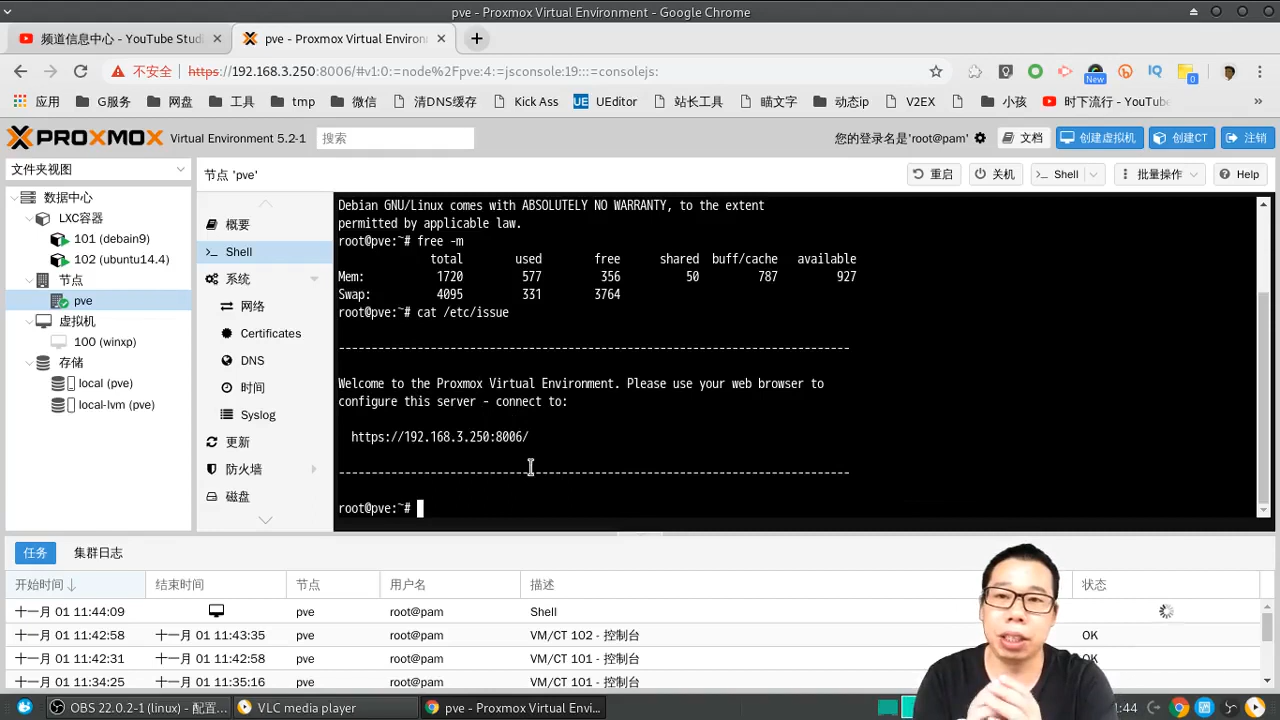 pve - Proxmox Virtual Environment - Google Chrome
频道信息中心 - YouTube Studi
pve - Proxmox Virtual Environ
不安全
https://192.168.3.250:8006/#v1:0:=node%2Fpve:4:=jsconsole:19:::=consolejs:
New
0
应用
G服务
网盘
工具
tmp
微信
清DNS缓存
Kick Ass
UE UEditor
站长工具
瞄文字
动态ip
V2EX
小孩
时下流行 - YouTub
»
PROXMOX Virtual Environment 5.2-1
搜索
您的登录名是'root@pam'
文档
创建虚拟机
创建CT
注销
文件夹视图
节点 'pve'
重启
关机
Shell
批量操作
Help
数据中心
LXC容器
101 (debain9)
102 (ubuntu14.4)
节点
pve
虚拟机
100 (winxp)
存储
local (pve)
local-lvm (pve)
概要
Shell
系统
网络
Certificates
DNS
时间
Syslog
更新
防火墙
磁盘
Debian GNU/Linux comes with ABSOLUTELY NO WARRANTY, to the extent
permitted by applicable law.
root@pve:~# free -m
total used free shared buff/cache available
Mem: 1720 577 356 50 787 927
Swap: 4095 331 3764
root@pve:~# cat /etc/issue
------------------------------------------------------------------------------
Welcome to the Proxmox Virtual Environment. Please use your web browser to
configure this server - connect to:
https://192.168.3.250:8006/
------------------------------------------------------------------------------
root@pve:~#
任务
集群日志
开始时间↓ 结束时间 节点 用户名 描述 状态
十一月 01 11:44:09 pve root@pam Shell
十一月 01 11:42:58 十一月 01 11:43:35 pve root@pam VM/CT 102 - 控制台 OK
十一月 01 11:42:31 十一月 01 11:42:58 pve root@pam VM/CT 101 - 控制台 OK
十一月 01 11:34:25 十一月 01 11:35:16 pve root@pam VM/CT 101 - 控制台
OBS 22.0.2-1 (linux) - 配置...
VLC media player
pve - Proxmox Virtual Envi...
1:44